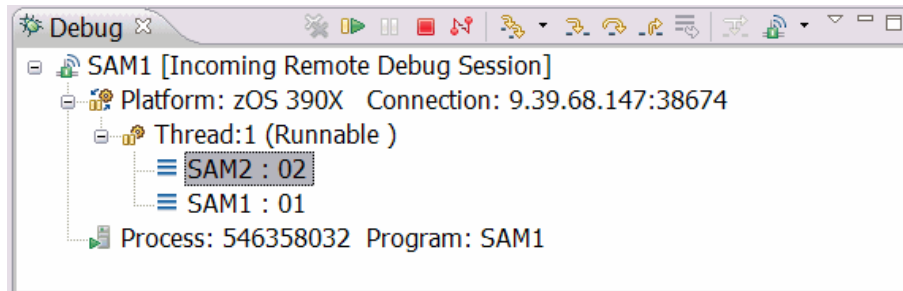 Debug
SAM1 [Incoming Remote Debug Session]
Platform: zOS 390X Connection: 9.39.68.147:38674
Thread:1 (Runnable )
SAM2 : 02
SAM1 : 01
Process: 546358032 Program: SAM1